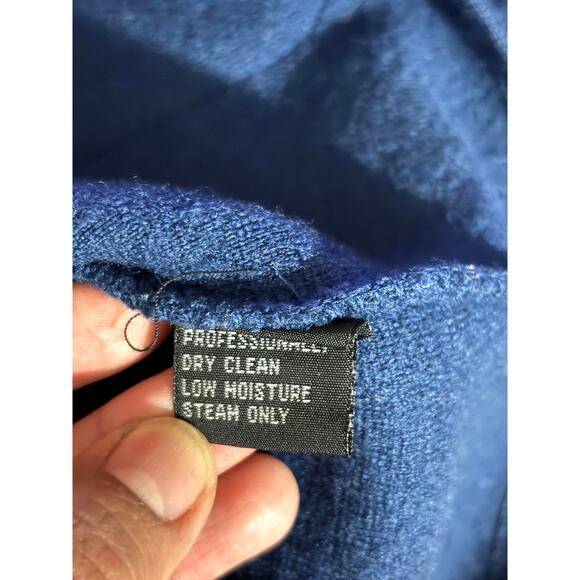 PROFESSIONALLY
DRY CLEAN
LOW MOISTURE
STEAM ONLY